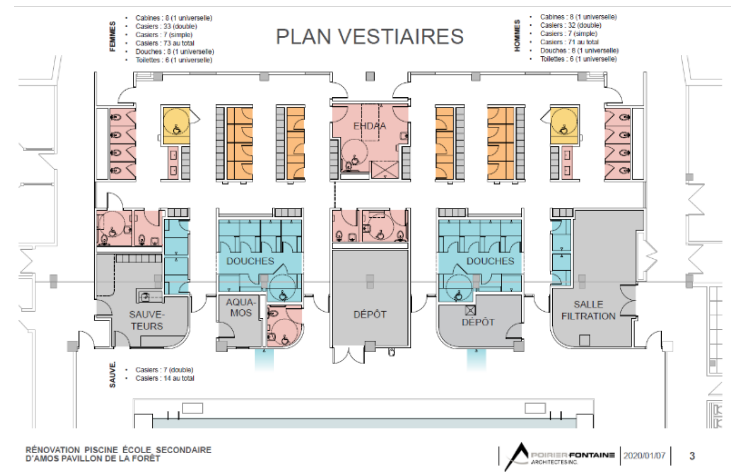 FEMMES
• Cabines : 8 (1 universelle)
• Casiers : 33 (double)
• Casiers : 7 (simple)
• Casiers : 73 au total
• Douches : 8 (1 universelle)
• Toilettes : 6 (1 universelle)
PLAN VESTIAIRES
HOMMES
• Cabines : 8 (1 universelle)
• Casiers : 32 (double)
• Casiers : 7 (simple)
• Casiers : 71 au total
• Douches : 8 (1 universelle)
• Toilettes : 6 (1 universelle)
EHDAA
DOUCHES
DOUCHES
SAUVE-
TEURS
AQUA-
MOS
DÉPÔT
DÉPÔT
SALLE
FILTRATION
SAUVE.
• Casiers : 7 (double)
• Casiers : 14 au total
RÉNOVATION PISCINE ÉCOLE SECONDAIRE
D'AMOS PAVILLON DE LA FORÊT
POIRIER-FONTAINE
ARCHITECTES INC
2020/01/07
3